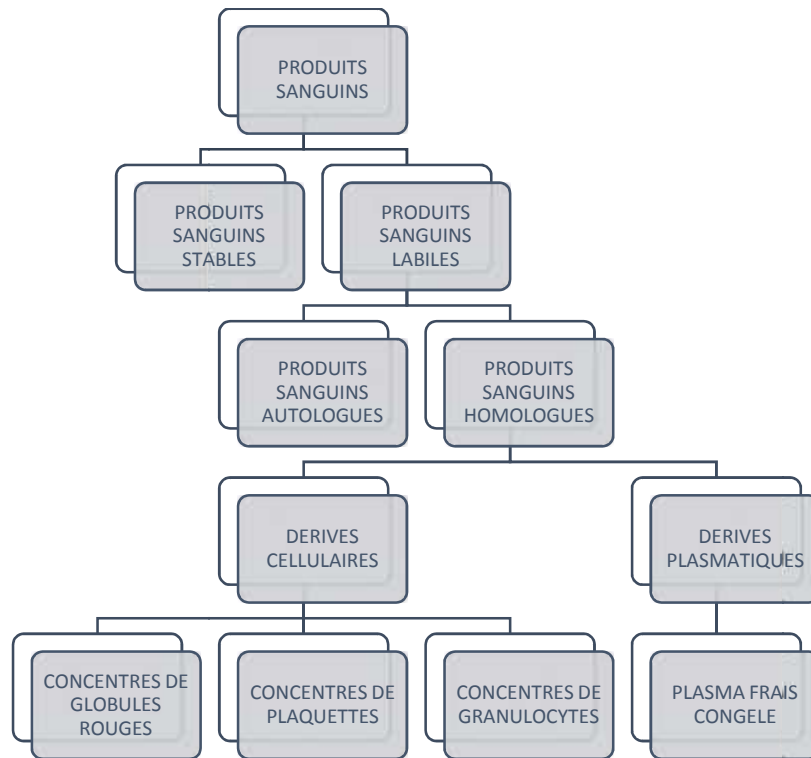 PRODUITS
SANGUINS
PRODUITS
SANGUINS
STABLES
PRODUITS
SANGUINS
LABILES
PRODUITS
SANGUINS
AUTOLOGUES
PRODUITS
SANGUINS
HOMOLOGUES
DERIVES
CELLULAIRES
DERIVES
PLASMATIQUES
CONCENTRES DE
GLOBULES
ROUGES
CONCENTRES DE
PLAQUETTES
CONCENTRES DE
GRANULOCYTES
PLASMA FRAIS
CONGELE